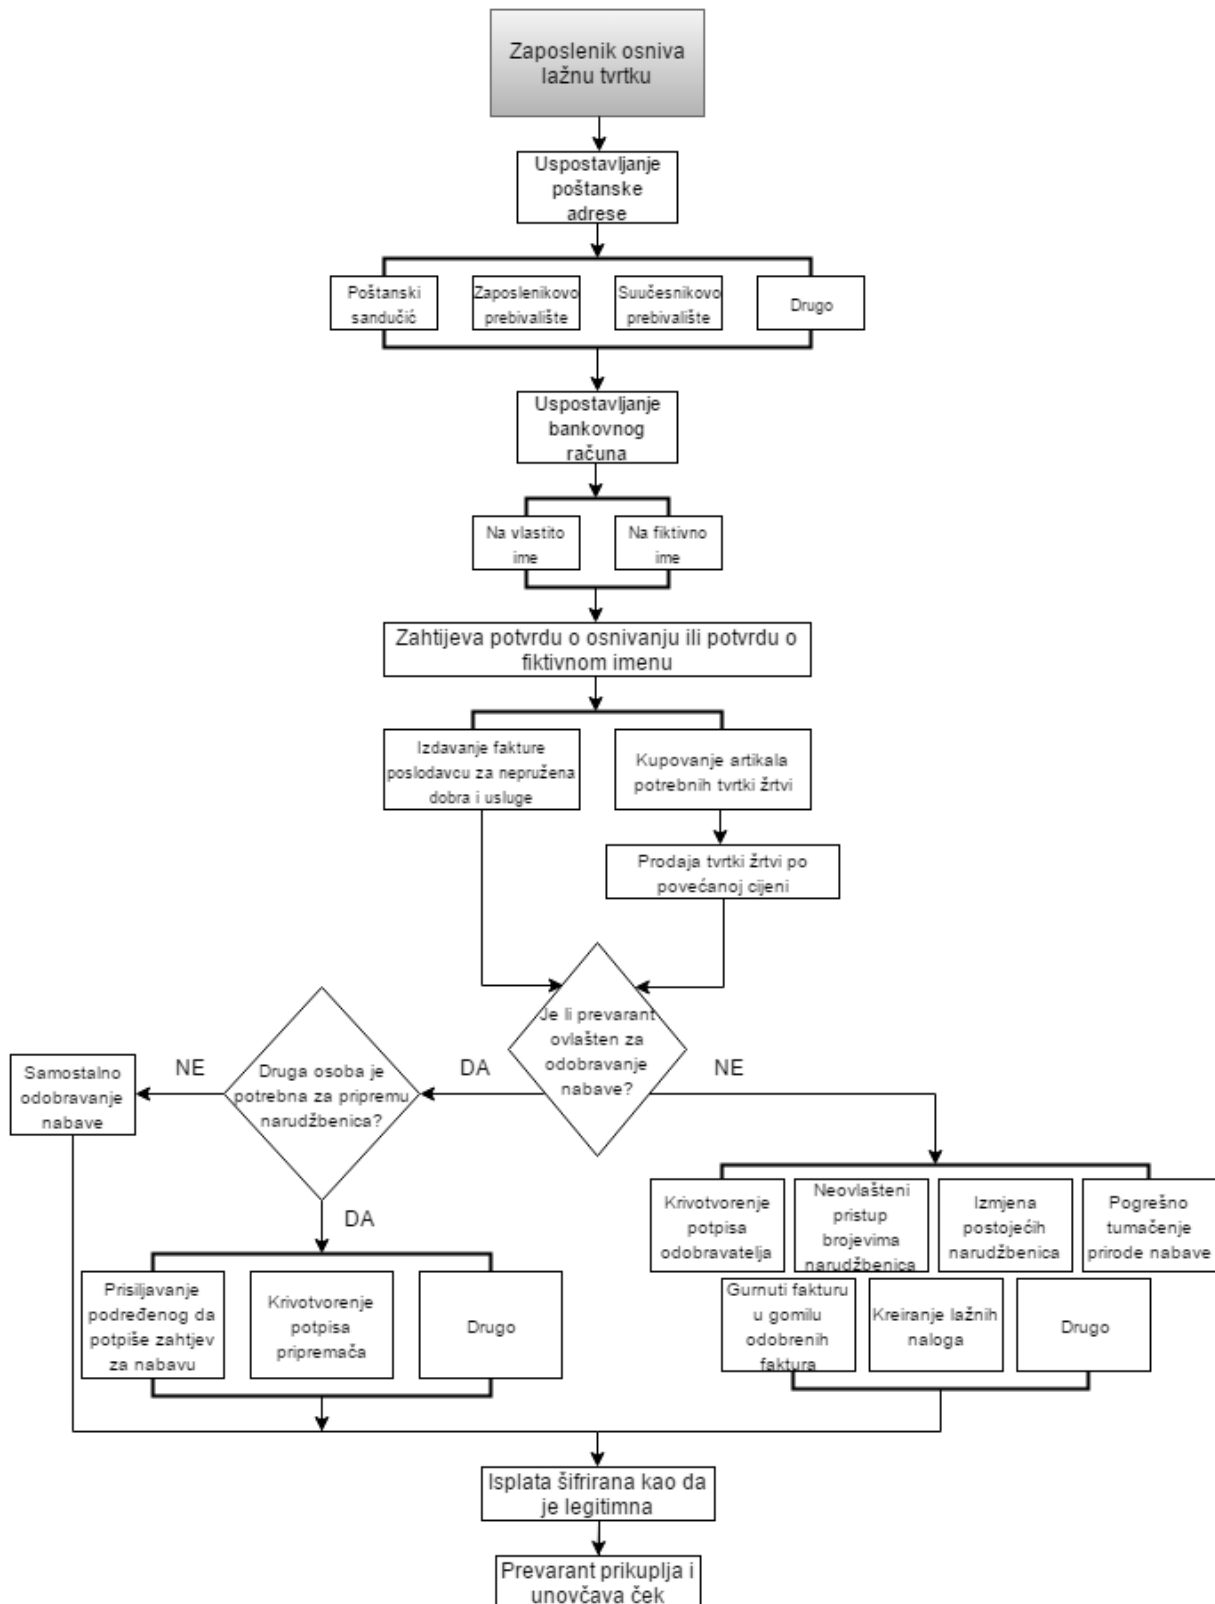 Zaposlenik osniva
lažnu tvrtku
Uspostavljanje
poštanske
adrese
Poštanski
sandučić
Zaposlenikovo
prebivalište
Suučesnikovo
prebivalište
Drugo
Uspostavljanje
bankovnog
računa
Na vlastito
ime
Na fiktivno
ime
Zahtijeva potvrdu o osnivanju ili potvrdu o
fiktivnom imenu
Izdavanje fakture
poslodavcu za nepružena
dobra i usluge
Kupovanje artikala
potrebnih tvrtki žrtvi
Prodaja tvrtki žrtvi po
povećanoj cijeni
Je li prevarant
ovlašten za
odobravanje
nabave?
DA
NE
Druga osoba je
potrebna za pripremu
narudžbenica?
NE
DA
Samostalno
odobravanje
nabave
Prisiljavanje
podređenog da
potpiše zahtjev
za nabavu
Krivotvorenje
potpisa
pripremača
Drugo
Krivotvorenje
potpisa
odobravatelja
Neovlašteni
pristup
brojevima
narudžbenica
Izmjena
postojećih
narudžbenica
Pogrešno
tumačenje
prirode nabave
Gurnuti fakturu
u gomilu
odobrenih
faktura
Kreiranje lažnih
naloga
Drugo
Isplata šifrirana kao da
je legitimna
Prevarant prikuplja i
unovčava ček